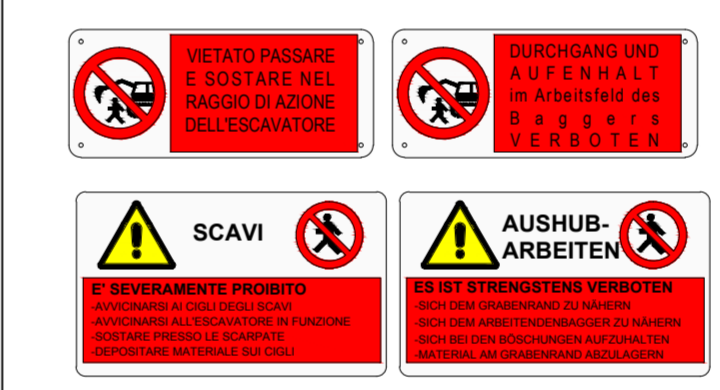 VIETATO PASSARE
E SOSTARE NEL
RAGGIO DI AZIONE
DELL'ESCAVATORE
DURCHGANG UND
AUFENHALT
im Arbeitsfeld des
Baggers
VERBOTEN
SCAVI
E' SEVERAMENTE PROIBITO
-AVVICINARSI AI CIGLI DEGLI SCAVI
-AVVICINARSI ALL'ESCAVATORE IN FUNZIONE
-SOSTARE PRESSO LE SCARPATE
-DEPOSITARE MATERIALE SUI CIGLI
AUSHUB-
ARBEITEN
ES IST STRENGSTENS VERBOTEN
-SICH DEM GRABENRAND ZU NÄHERN
-SICH DEM ARBEITENDENBAGGER ZU NÄHERN
-SICH BEI DEN BÖSCHUNGEN AUFZUHALTEN
-MATERIAL AM GRABENRAND ABZULAGERN